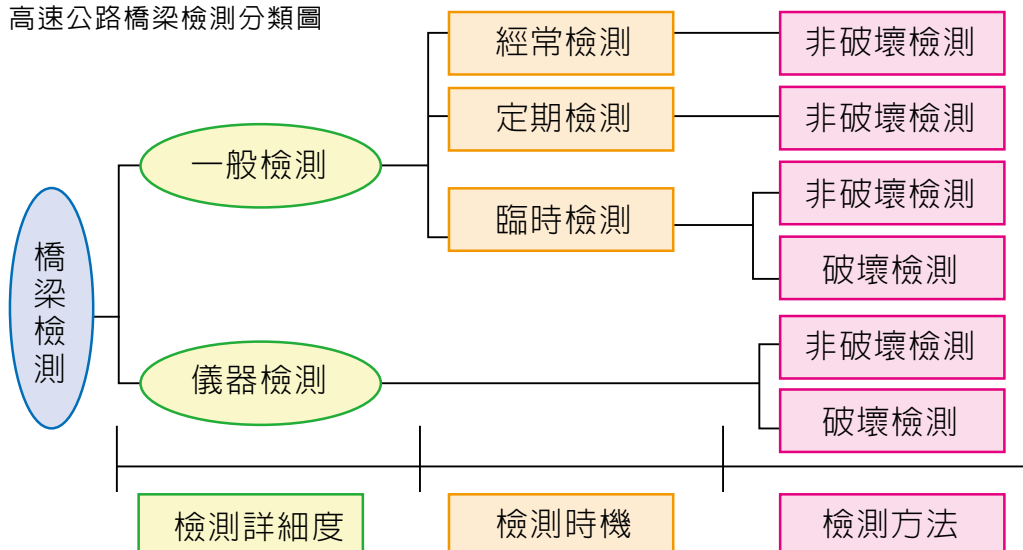 高速公路橋梁檢測分類圖
經常檢測
非破壞檢測
定期檢測
非破壞檢測
一般檢測
臨時檢測
非破壞檢測
破壞檢測
橋梁檢測
儀器檢測
非破壞檢測
破壞檢測
檢測詳細度
檢測時機
檢測方法